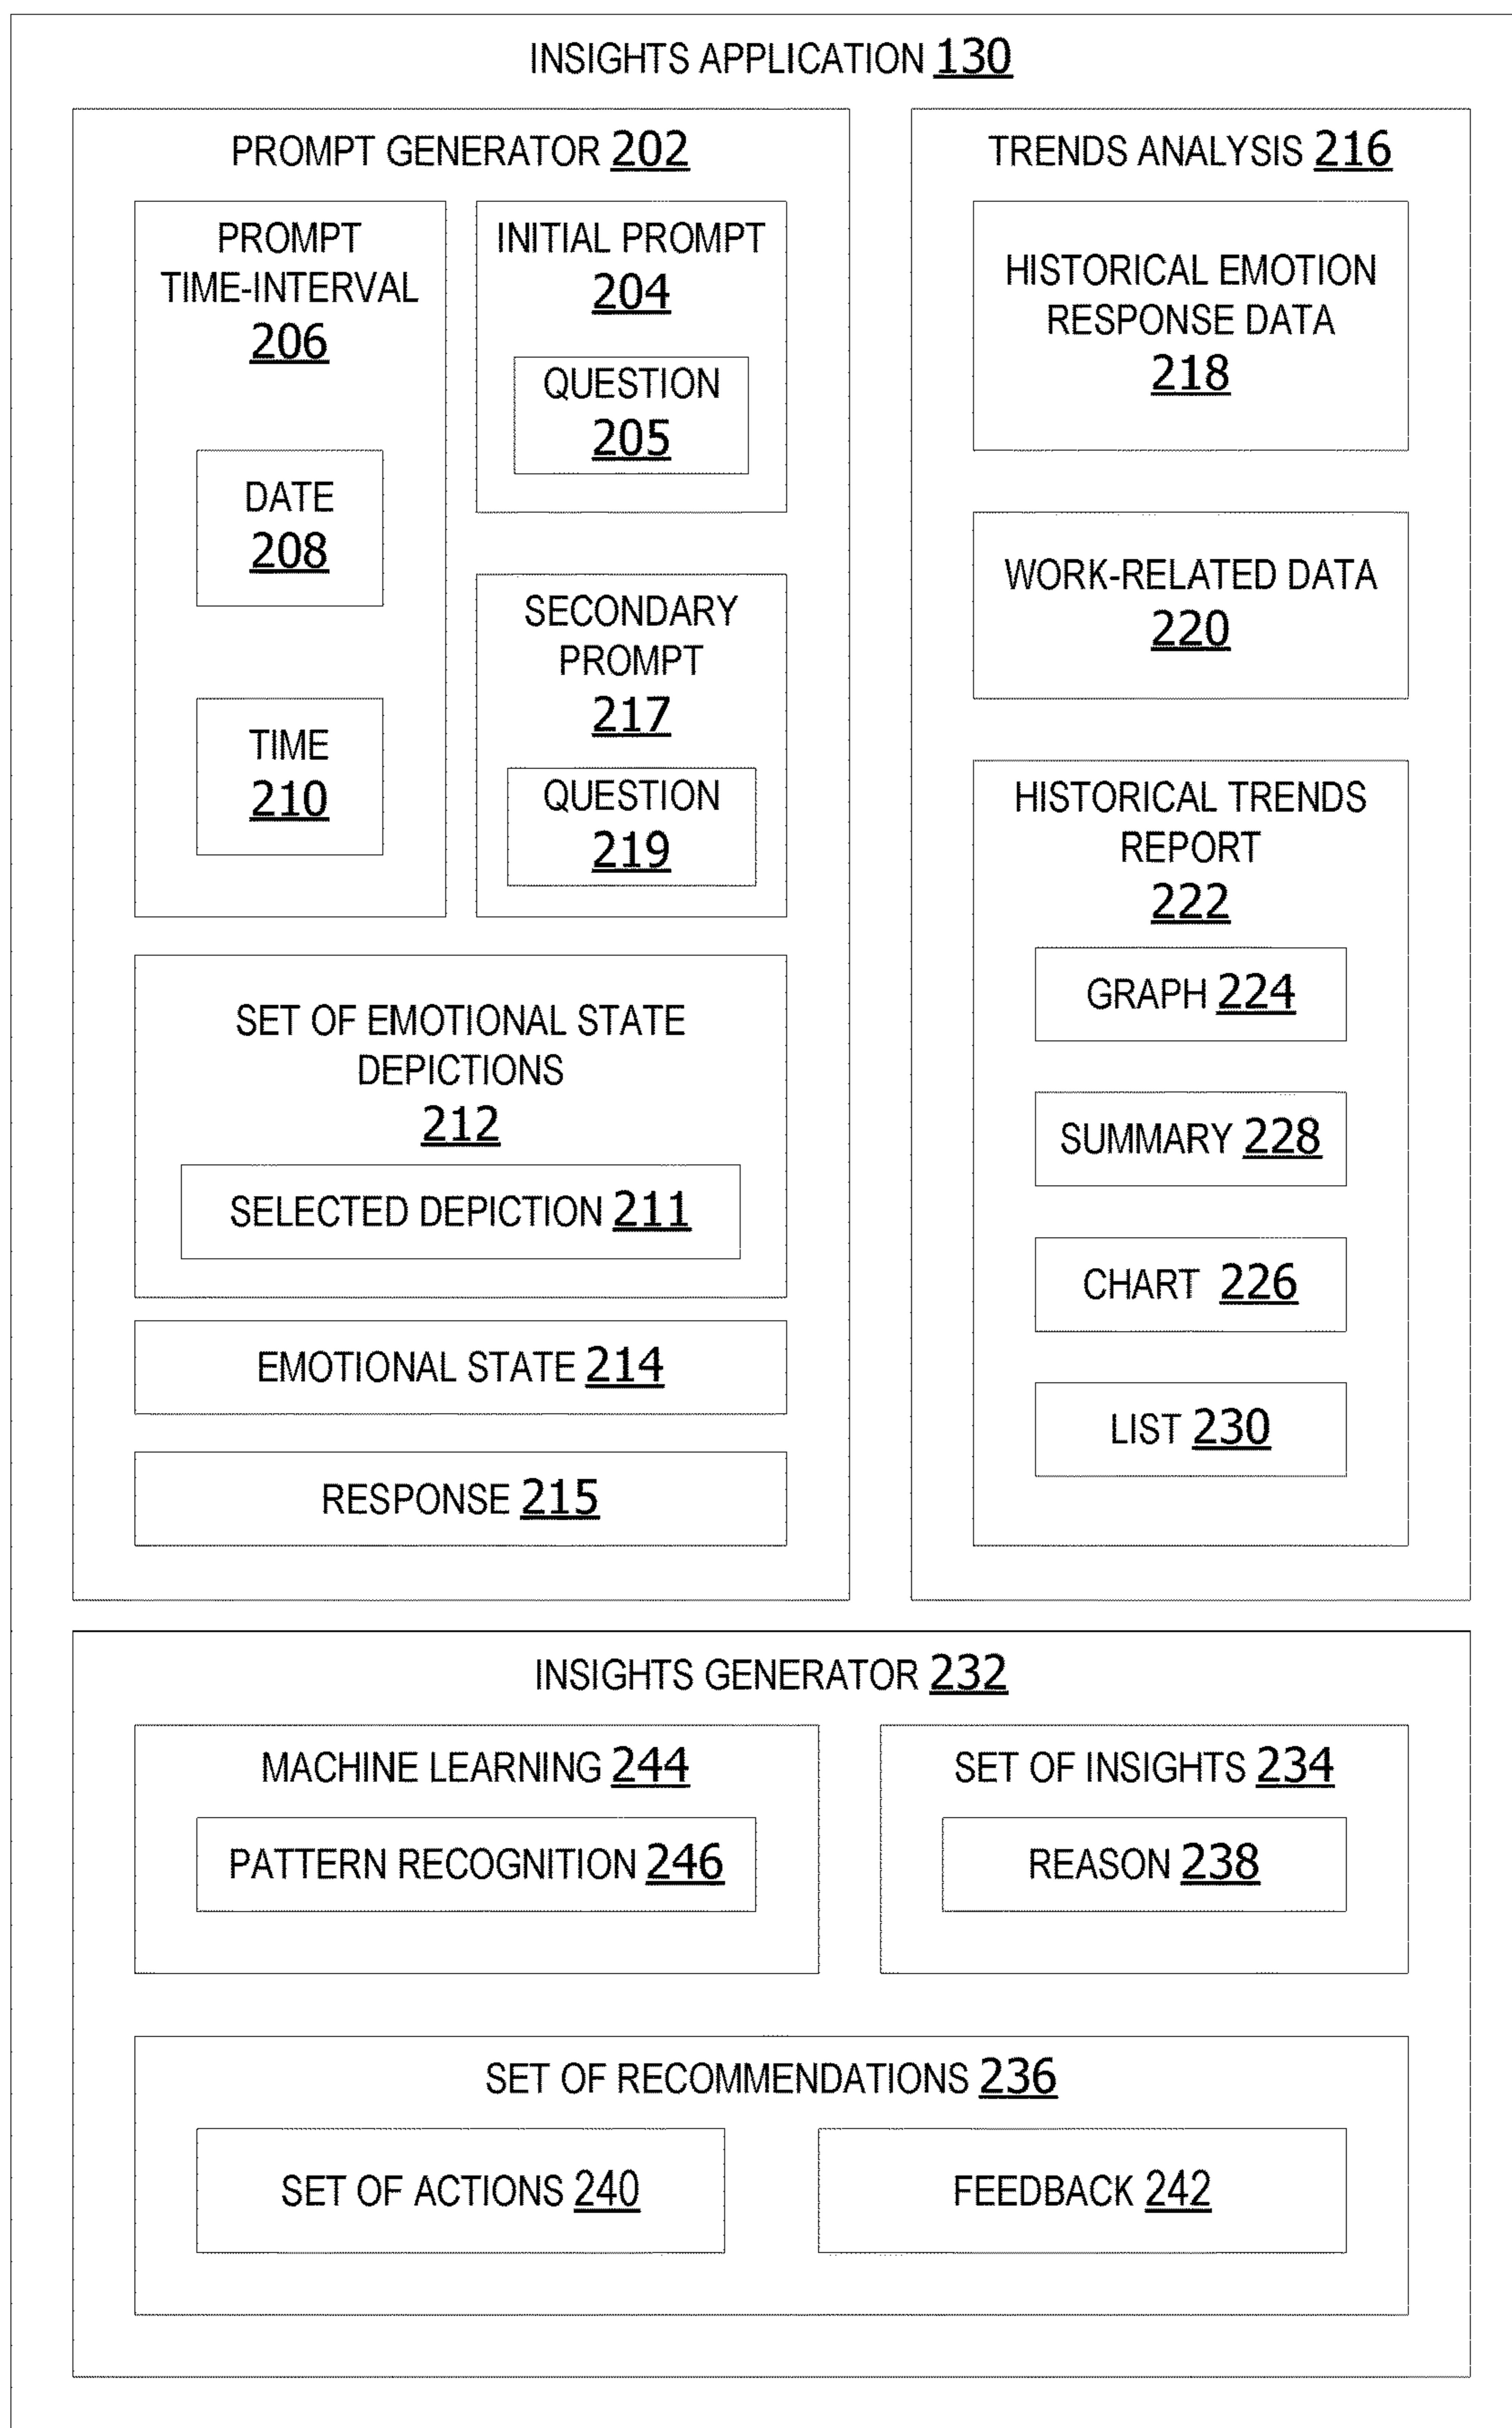 INSIGHTS APPLICATION 130
PROMPT GENERATOR 202
PROMPT
TIME-INTERVAL
206
DATE
208
TIME
210
INITIAL PROMPT
204
QUESTION
205
SECONDARY
PROMPT
217
QUESTION
219
SET OF EMOTIONAL STATE
DEPICTIONS
212
SELECTED DEPICTION 211
EMOTIONAL STATE 214
RESPONSE 215
TRENDS ANALYSIS 216
HISTORICAL EMOTION
RESPONSE DATA
218
WORK-RELATED DATA
220
HISTORICAL TRENDS
REPORT
222
GRAPH 224
SUMMARY 228
CHART 226
LIST 230
INSIGHTS GENERATOR 232
MACHINE LEARNING 244
PATTERN RECOGNITION 246
SET OF INSIGHTS 234
REASON 238
SET OF RECOMMENDATIONS 236
SET OF ACTIONS 240
FEEDBACK 242